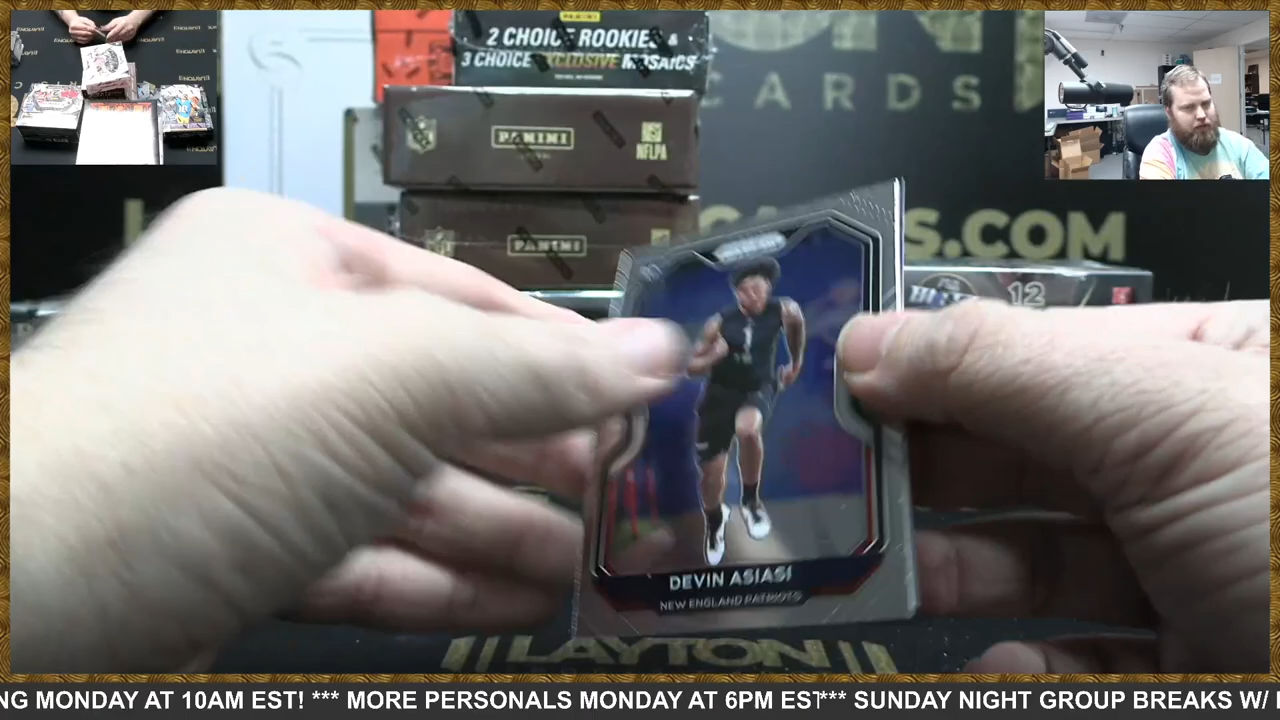 2 CHOICE ROOKIES &
3 CHOICE EXCLUSIVE MOSAICS
CARDS
PANINI
NFLPA
PANINI
S.COM
12
DEVIN ASIASI
NEW ENGLAND PATRIOTS
LAYTON
NG MONDAY AT 10AM EST! *** MORE PERSONALS MONDAY AT 6PM EST*** SUNDAY NIGHT GROUP BREAKS W/